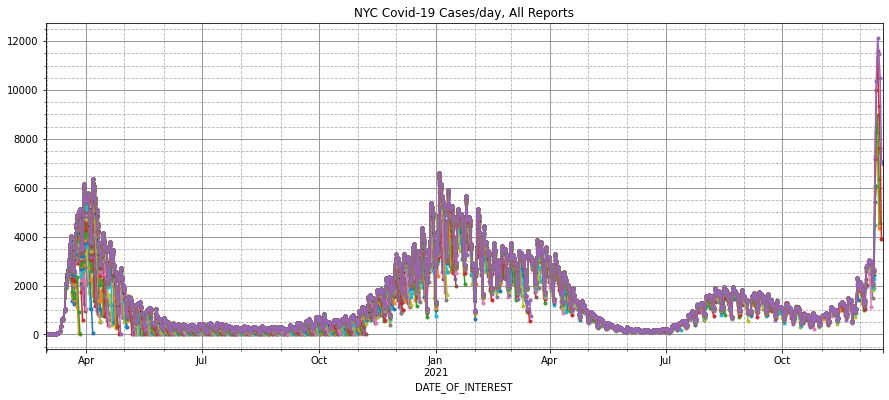 NYC Covid-19 Cases/day, All Reports
12000
10000
8000
6000
4000
2000
0
Apr Jul Oct Jan Apr Jul Oct
2021
DATE_OF_INTEREST